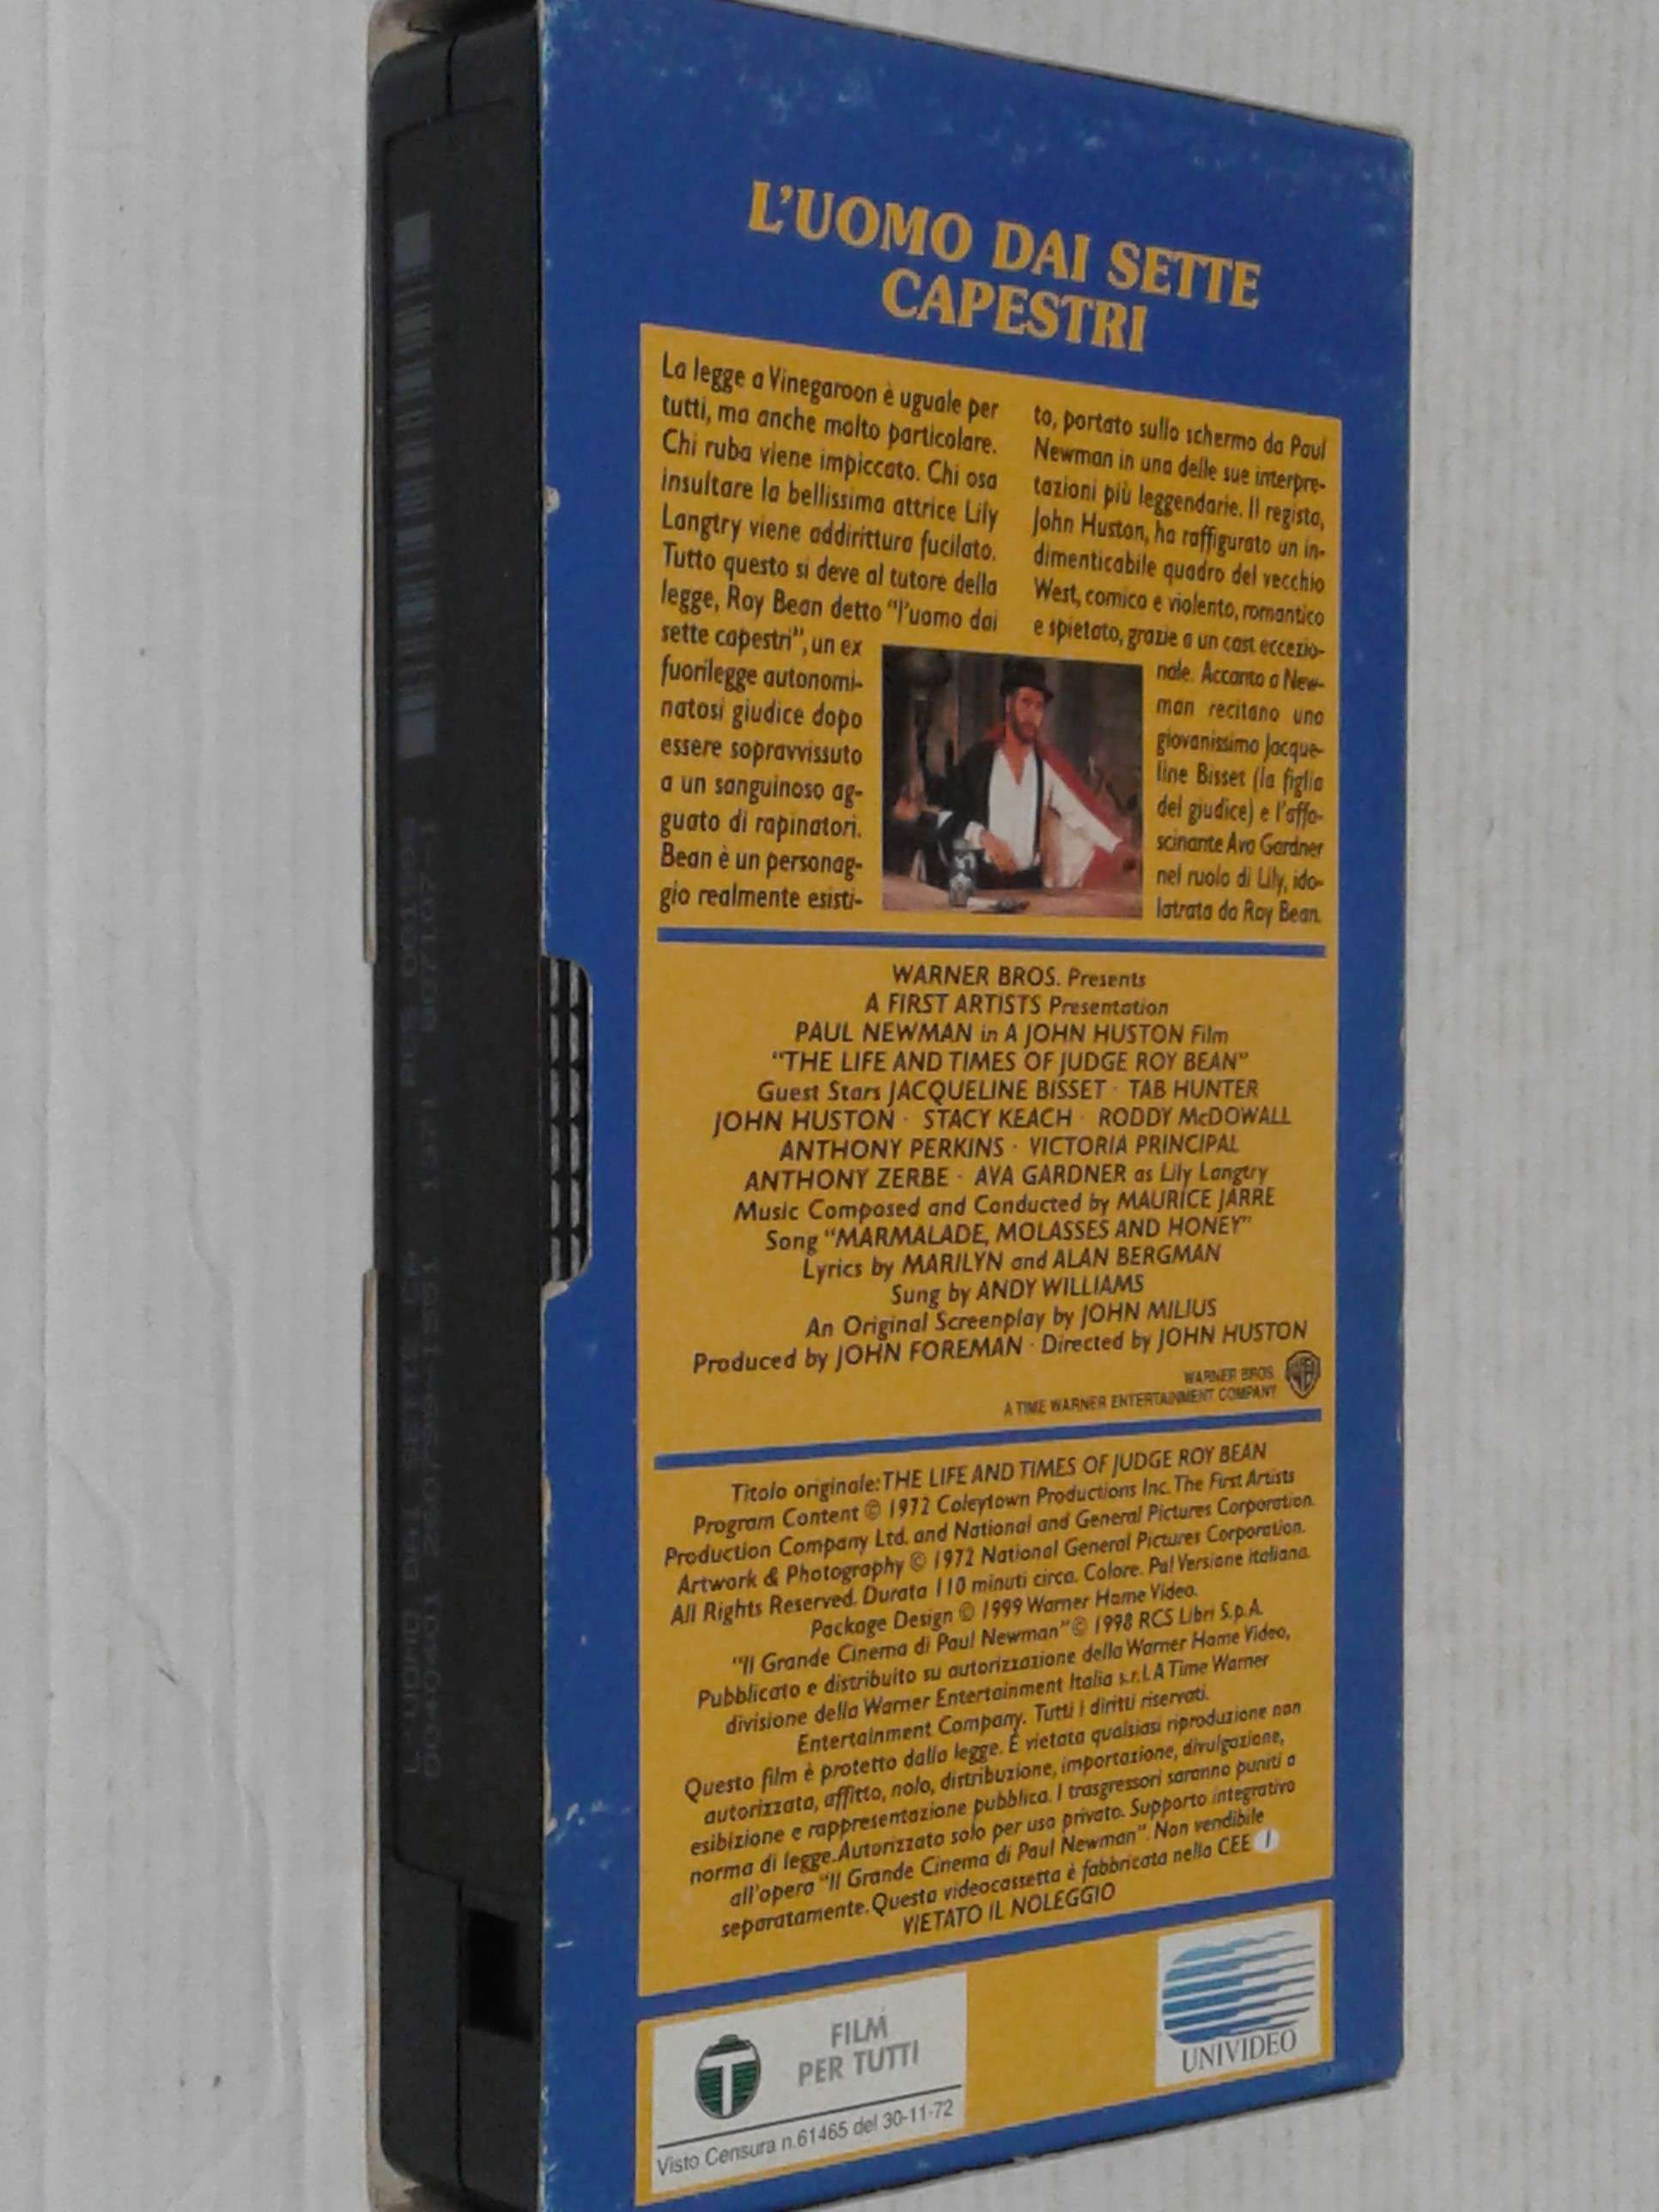 L'UOMO DAI SETTE
CAPESTRI
La legge a Vinegaroon è uguale per
tutti, ma anche molto particolare.
Chi ruba viene impiccato. Chi osa
insultare la bellissima attrice Lily
Langtry viene addirittura fucilato.
Tutto questo si deve al tutore della
legge, Roy Bean detto "l'uomo dai
sette capestri", un ex
fuorilegge autonomi-
natosi giudice dopo
essere sopravvissuto
a un sanguinoso ag-
guato di rapinatori.
Bean è un personag-
gio realmente esisti-
to, portato sullo schermo da Paul
Newman in una delle sue interpre-
tazioni più leggendarie. Il regista,
John Huston, ha raffigurato un in-
dimenticabile quadro del vecchio
West, comico e violento, romantico
e spietato, grazie a un cast eccezio-
nale. Accanto a New-
man recitano una
giovanissima Jacque-
line Bisset (la figlia
del giudice) e l'affa-
scinante Ava Gardner
nel ruolo di Lily, ido-
latrata da Roy Bean.
WARNER BROS. Presents
A FIRST ARTISTS Presentation
PAUL NEWMAN in A JOHN HUSTON Film
"THE LIFE AND TIMES OF JUDGE ROY BEAN"
Guest Stars JACQUELINE BISSET · TAB HUNTER
JOHN HUSTON · STACY KEACH · RODDY McDOWALL
ANTHONY PERKINS · VICTORIA PRINCIPAL
ANTHONY ZERBE · AVA GARDNER as Lily Langtry
Music Composed and Conducted by MAURICE JARRE
Song "MARMALADE, MOLASSES AND HONEY"
Lyrics by MARILYN and ALAN BERGMAN
Sung by ANDY WILLIAMS
An Original Screenplay by JOHN MILIUS
Produced by JOHN FOREMAN · Directed by JOHN HUSTON
WARNER BROS.
A TIME WARNER ENTERTAINMENT COMPANY
Titolo originale: THE LIFE AND TIMES OF JUDGE ROY BEAN
Program Content © 1972 Coleytown Productions Inc. The First Artists
Production Company Ltd. and National and General Pictures Corporation.
Artwork & Photography © 1972 National General Pictures Corporation.
All Rights Reserved. Durata 110 minuti circa. Colore. Pal Versione italiana.
Package Design © 1999 Warner Home Video.
"Il Grande Cinema di Paul Newman" © 1998 RCS Libri S.p.A.
Pubblicato e distribuito su autorizzazione della Warner Home Video,
divisione della Warner Entertainment Italia s.r.l. A Time Warner
Entertainment Company. Tutti i diritti riservati.
Questo film è protetto dalla legge. È vietata qualsiasi riproduzione non
autorizzata, affitto, nolo, distribuzione, importazione, divulgazione,
esibizione e rappresentazione pubblica. I trasgressori saranno puniti a
norma di legge. Autorizzato solo per uso privato. Supporto integrativo
all'opera "Il Grande Cinema di Paul Newman". Non vendibile
separatamente. Questa videocassetta è fabbricata nella CEE I
VIETATO IL NOLEGGIO
T
FILM
PER TUTTI
Visto Censura n.61465 del 30-11-72
UNIVIDEO
L'UOMO DAI SETTE